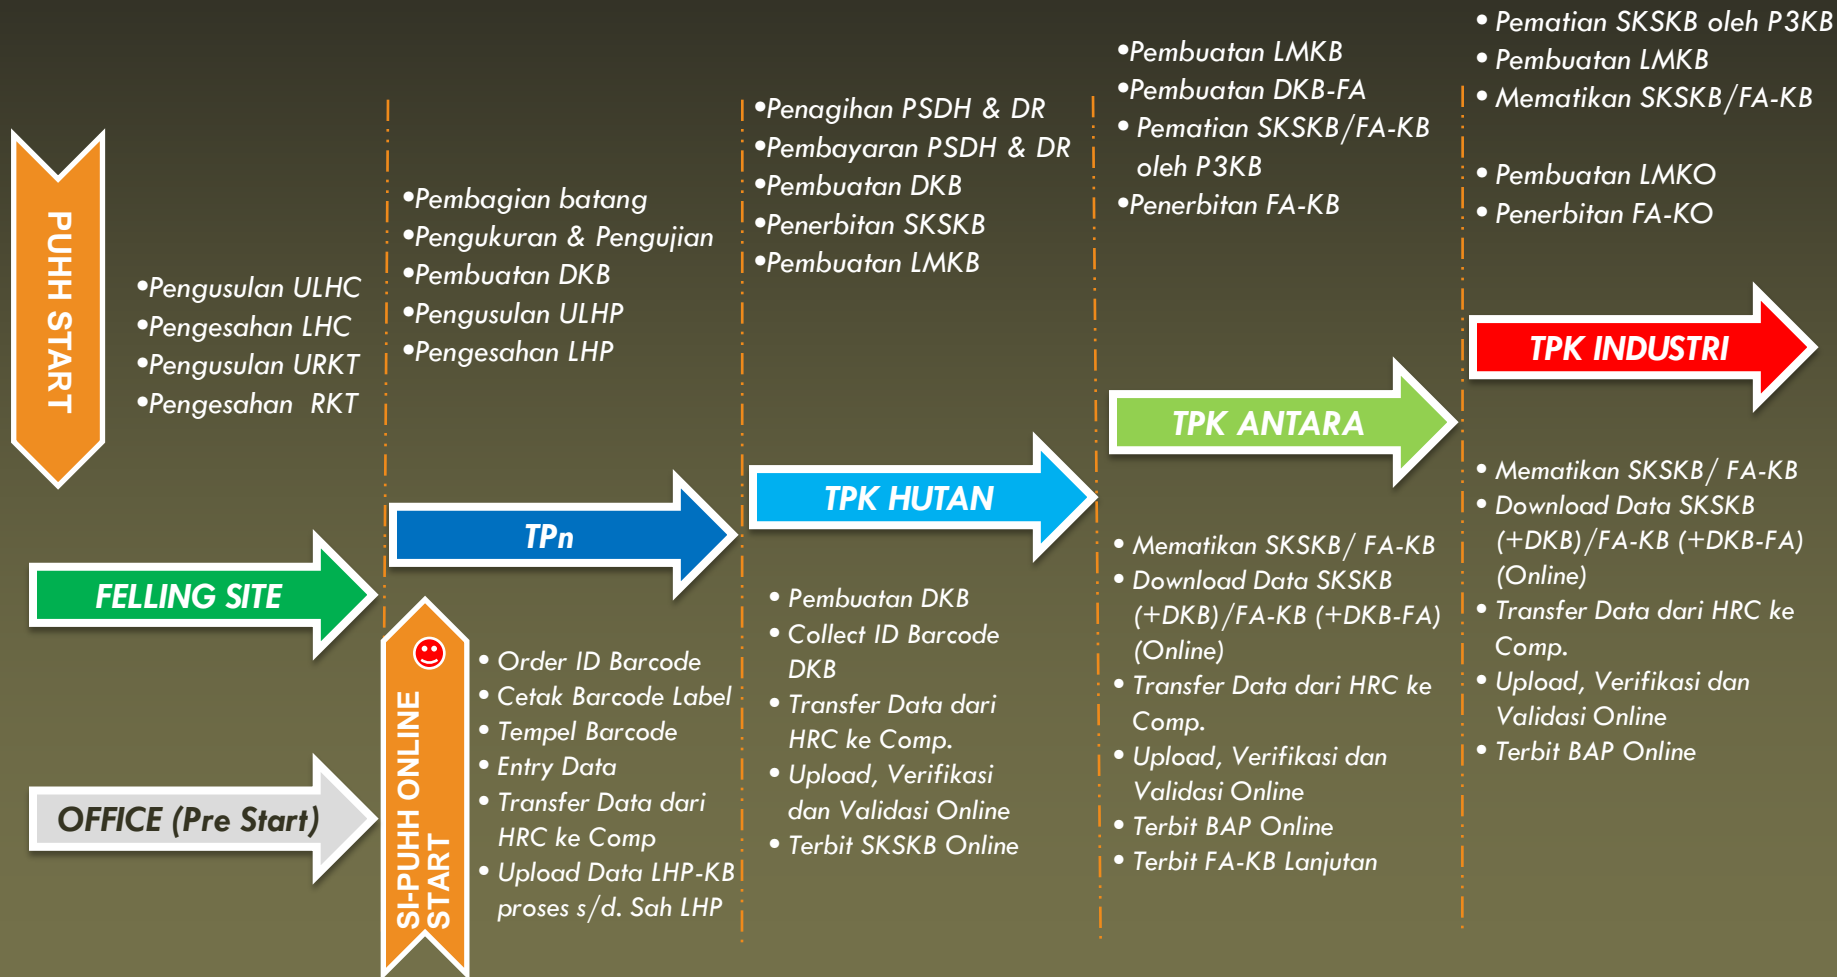 PUHH START
•Pengusulan ULHC
•Pengesahan LHC
•Pengusulan URKT
•Pengesahan RKT
FELLING SITE
OFFICE (Pre Start)
•Pembagian batang
•Pengukuran & Pengujian
•Pembuatan DKB
•Pengusulan ULHP
•Pengesahan LHP
TPn
SI-PUHH ONLINE
START
• Order ID Barcode
• Cetak Barcode Label
• Tempel Barcode
• Entry Data
• Transfer Data dari
HRC ke Comp
• Upload Data LHP-KB
proses s/d. Sah LHP
•Penagihan PSDH & DR
•Pembayaran PSDH & DR
•Pembuatan DKB
•Penerbitan SKSKB
•Pembuatan LMKB
TPK HUTAN
• Pembuatan DKB
• Collect ID Barcode
DKB
• Transfer Data dari
HRC ke Comp.
• Upload, Verifikasi
dan Validasi Online
• Terbit SKSKB Online
•Pembuatan LMKB
•Pembuatan DKB-FA
• Pematian SKSKB/FA-KB
oleh P3KB
•Penerbitan FA-KB
TPK ANTARA
• Mematikan SKSKB/ FA-KB
• Download Data SKSKB
(+DKB)/FA-KB (+DKB-FA)
(Online)
• Transfer Data dari HRC ke
Comp.
• Upload, Verifikasi dan
Validasi Online
• Terbit BAP Online
• Terbit FA-KB Lanjutan
• Pematian SKSKB oleh P3KB
• Pembuatan LMKB
• Mematikan SKSKB/FA-KB
• Pembuatan LMKO
• Penerbitan FA-KO
TPK INDUSTRI
• Mematikan SKSKB/ FA-KB
• Download Data SKSKB
(+DKB)/FA-KB (+DKB-FA)
(Online)
• Transfer Data dari HRC ke
Comp.
• Upload, Verifikasi dan
Validasi Online
• Terbit BAP Online